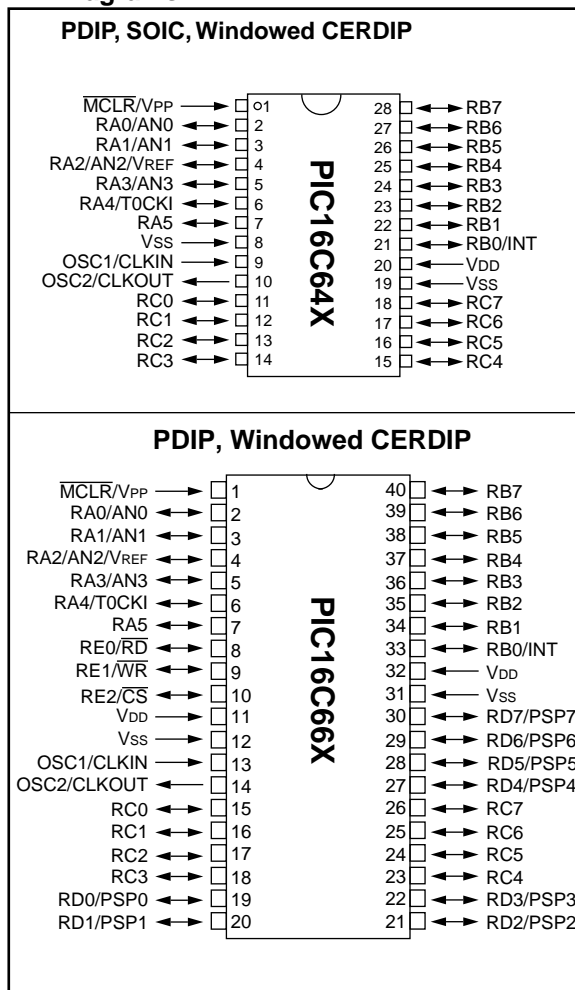 PDIP, SOIC, Windowed CERDIP
MCLR/VPP 1 28 RB7
RA0/AN0 2 27 RB6
RA1/AN1 3 26 RB5
RA2/AN2/VREF 4 25 RB4
RA3/AN3 5 24 RB3
RA4/T0CKI 6 23 RB2
RA5 7 22 RB1
VSS 8 21 RB0/INT
OSC1/CLKIN 9 20 VDD
OSC2/CLKOUT 10 19 VSS
RC0 11 18 RC7
RC1 12 17 RC6
RC2 13 16 RC5
RC3 14 15 RC4
PIC16C64X
PDIP, Windowed CERDIP
MCLR/VPP 1 40 RB7
RA0/AN0 2 39 RB6
RA1/AN1 3 38 RB5
RA2/AN2/VREF 4 37 RB4
RA3/AN3 5 36 RB3
RA4/T0CKI 6 35 RB2
RA5 7 34 RB1
RE0/RD 8 33 RB0/INT
RE1/WR 9 32 VDD
RE2/CS 10 31 VSS
VDD 11 30 RD7/PSP7
VSS 12 29 RD6/PSP6
OSC1/CLKIN 13 28 RD5/PSP5
OSC2/CLKOUT 14 27 RD4/PSP4
RC0 15 26 RC7
RC1 16 25 RC6
RC2 17 24 RC5
RC3 18 23 RC4
RD0/PSP0 19 22 RD3/PSP3
RD1/PSP1 20 21 RD2/PSP2
PIC16C66X